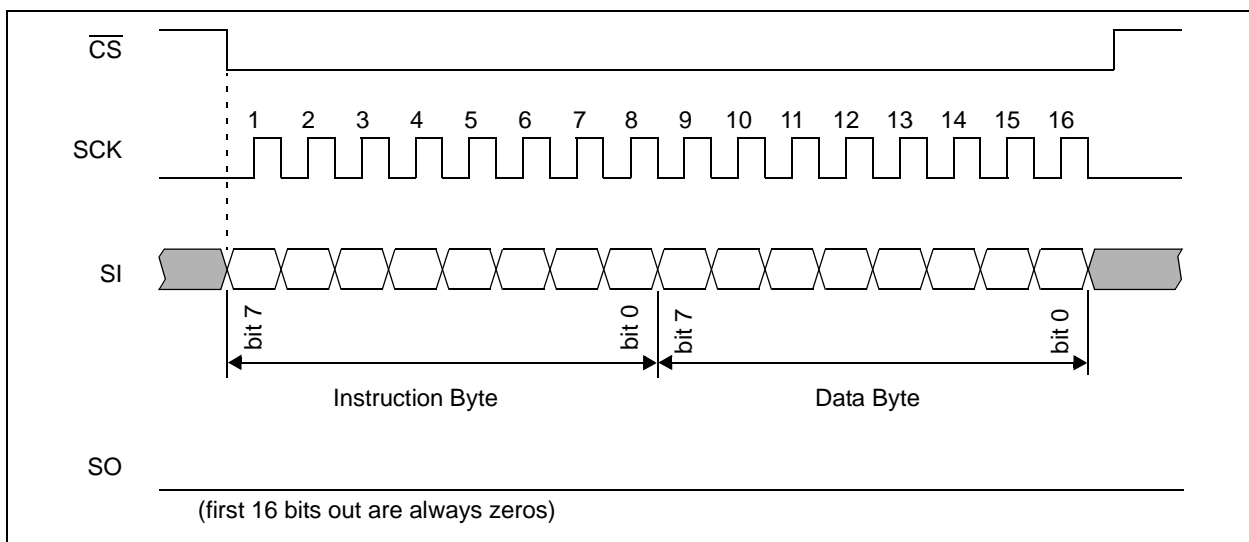 CS
1 2 3 4 5 6 7 8 9 10 11 12 13 14 15 16
SCK
SI
bit 7 bit 0 bit 7 bit 0
Instruction Byte Data Byte
SO
(first 16 bits out are always zeros)